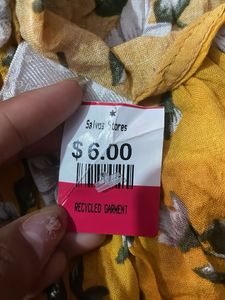 Salvos Stores
$6.00
RECYCLED GARMENT